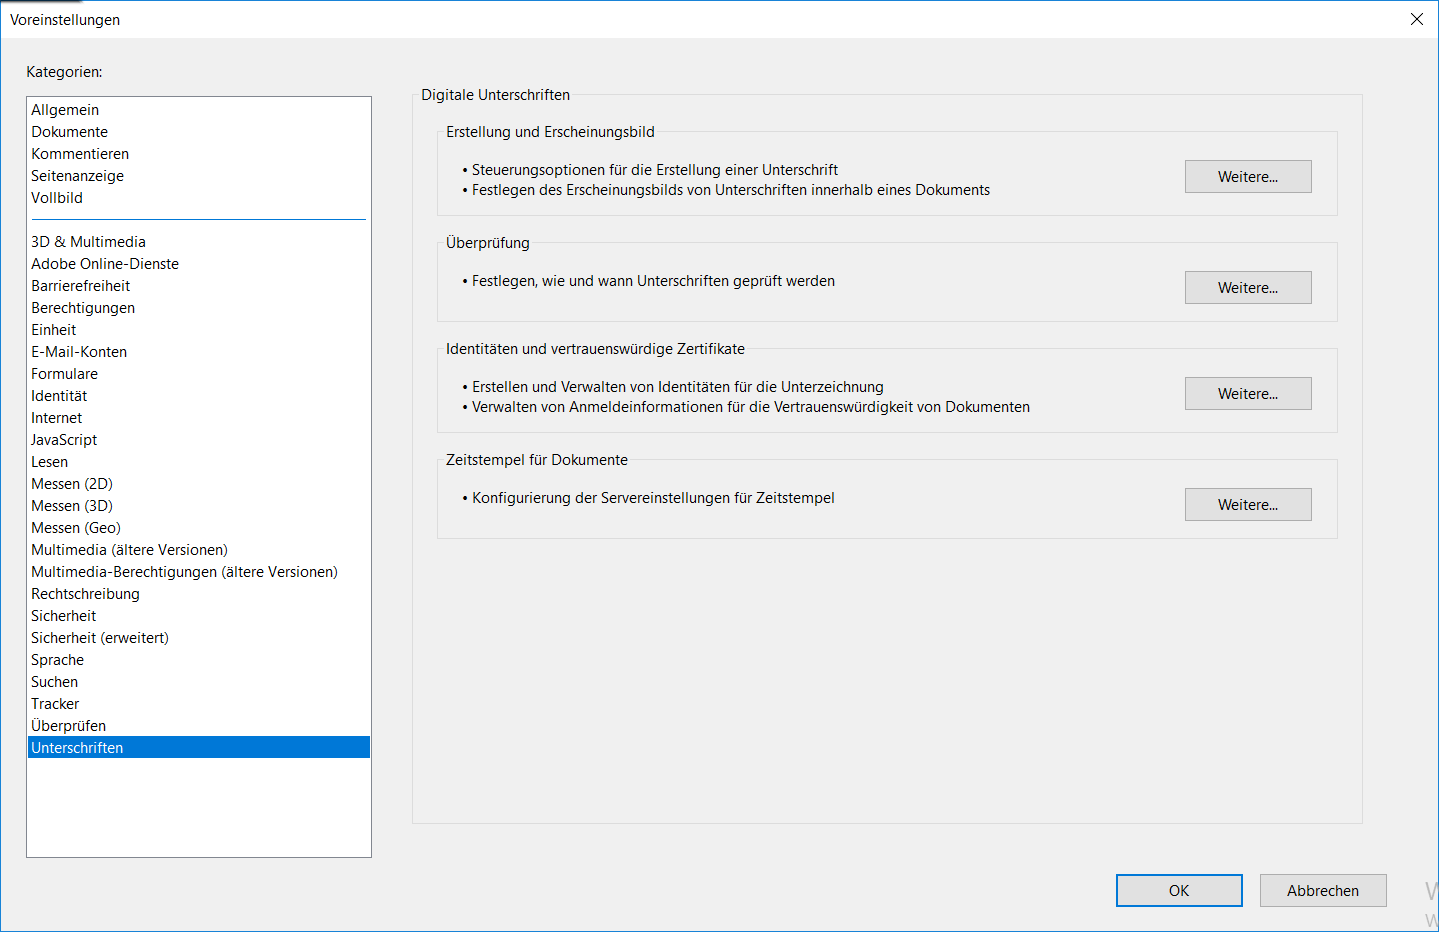 Voreinstellungen
Kategorien:
Allgemein
Dokumente
Kommentieren
Seitenanzeige
Vollbild
3D & Multimedia
Adobe Online-Dienste
Barrierefreiheit
Berechtigungen
Einheit
E-Mail-Konten
Formulare
Identität
Internet
JavaScript
Lesen
Messen (2D)
Messen (3D)
Messen (Geo)
Multimedia (ältere Versionen)
Multimedia-Berechtigungen (ältere Versionen)
Rechtschreibung
Sicherheit
Sicherheit (erweitert)
Sprache
Suchen
Tracker
Überprüfen
Unterschriften
Digitale Unterschriften
Erstellung und Erscheinungsbild
• Steuerungsoptionen für die Erstellung einer Unterschrift
• Festlegen des Erscheinungsbilds von Unterschriften innerhalb eines Dokuments
Weitere...
Überprüfung
• Festlegen, wie und wann Unterschriften geprüft werden
Weitere...
Identitäten und vertrauenswürdige Zertifikate
• Erstellen und Verwalten von Identitäten für die Unterzeichnung
• Verwalten von Anmeldeinformationen für die Vertrauenswürdigkeit von Dokumenten
Weitere...
Zeitstempel für Dokumente
• Konfigurierung der Servereinstellungen für Zeitstempel
Weitere...
OK
Abbrechen